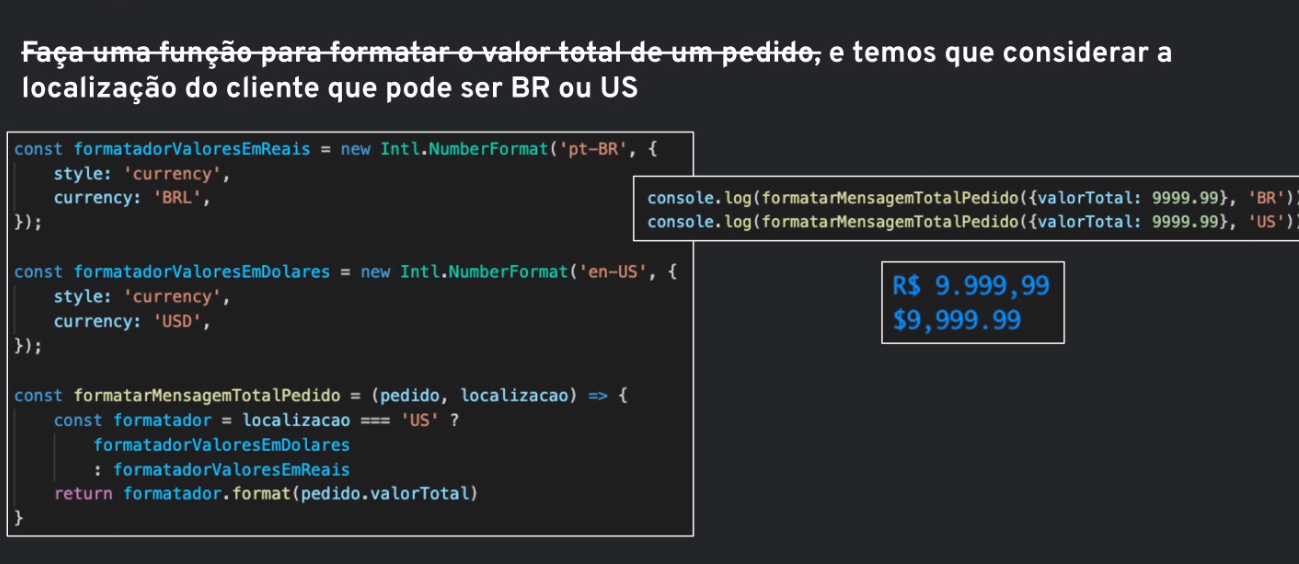 Faça uma função para formatar o valor total de um pedido, e temos que considerar a
localização do cliente que pode ser BR ou US
const formatadorValoresEmReais = new Intl.NumberFormat('pt-BR', {
    style: 'currency',
    currency: 'BRL',
});
const formatadorValoresEmDolares = new Intl.NumberFormat('en-US', {
    style: 'currency',
    currency: 'USD',
});
const formatarMensagemTotalPedido = (pedido, localizacao) => {
    const formatador = localizacao === 'US' ?
        formatadorValoresEmDolares
        : formatadorValoresEmReais
    return formatador.format(pedido.valorTotal)
}
console.log(formatarMensagemTotalPedido({valorTotal: 9999.99}, 'BR'))
console.log(formatarMensagemTotalPedido({valorTotal: 9999.99}, 'US'))
R$ 9.999,99
$9,999.99